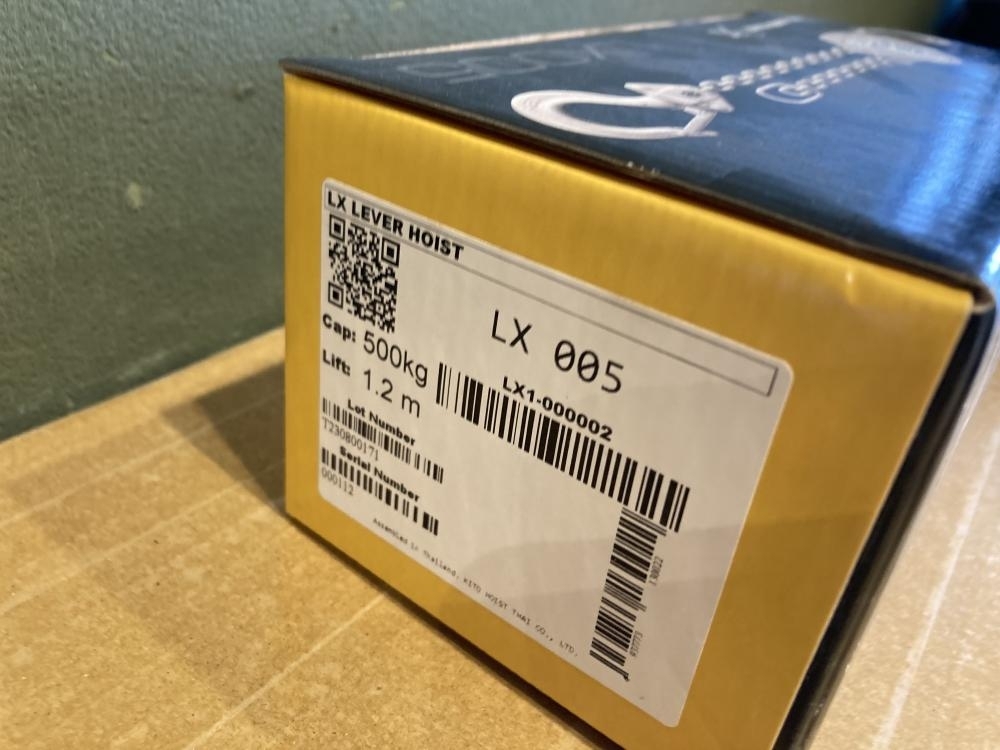 LX LEVER HOIST
LX 005
Cap: 500kg
Lift: 1.2 m
LX1-000002
Lot Number
T230800171
Serial Number
000112
Assembled in Thailand, KITO HOIST THAI CO., LTD.